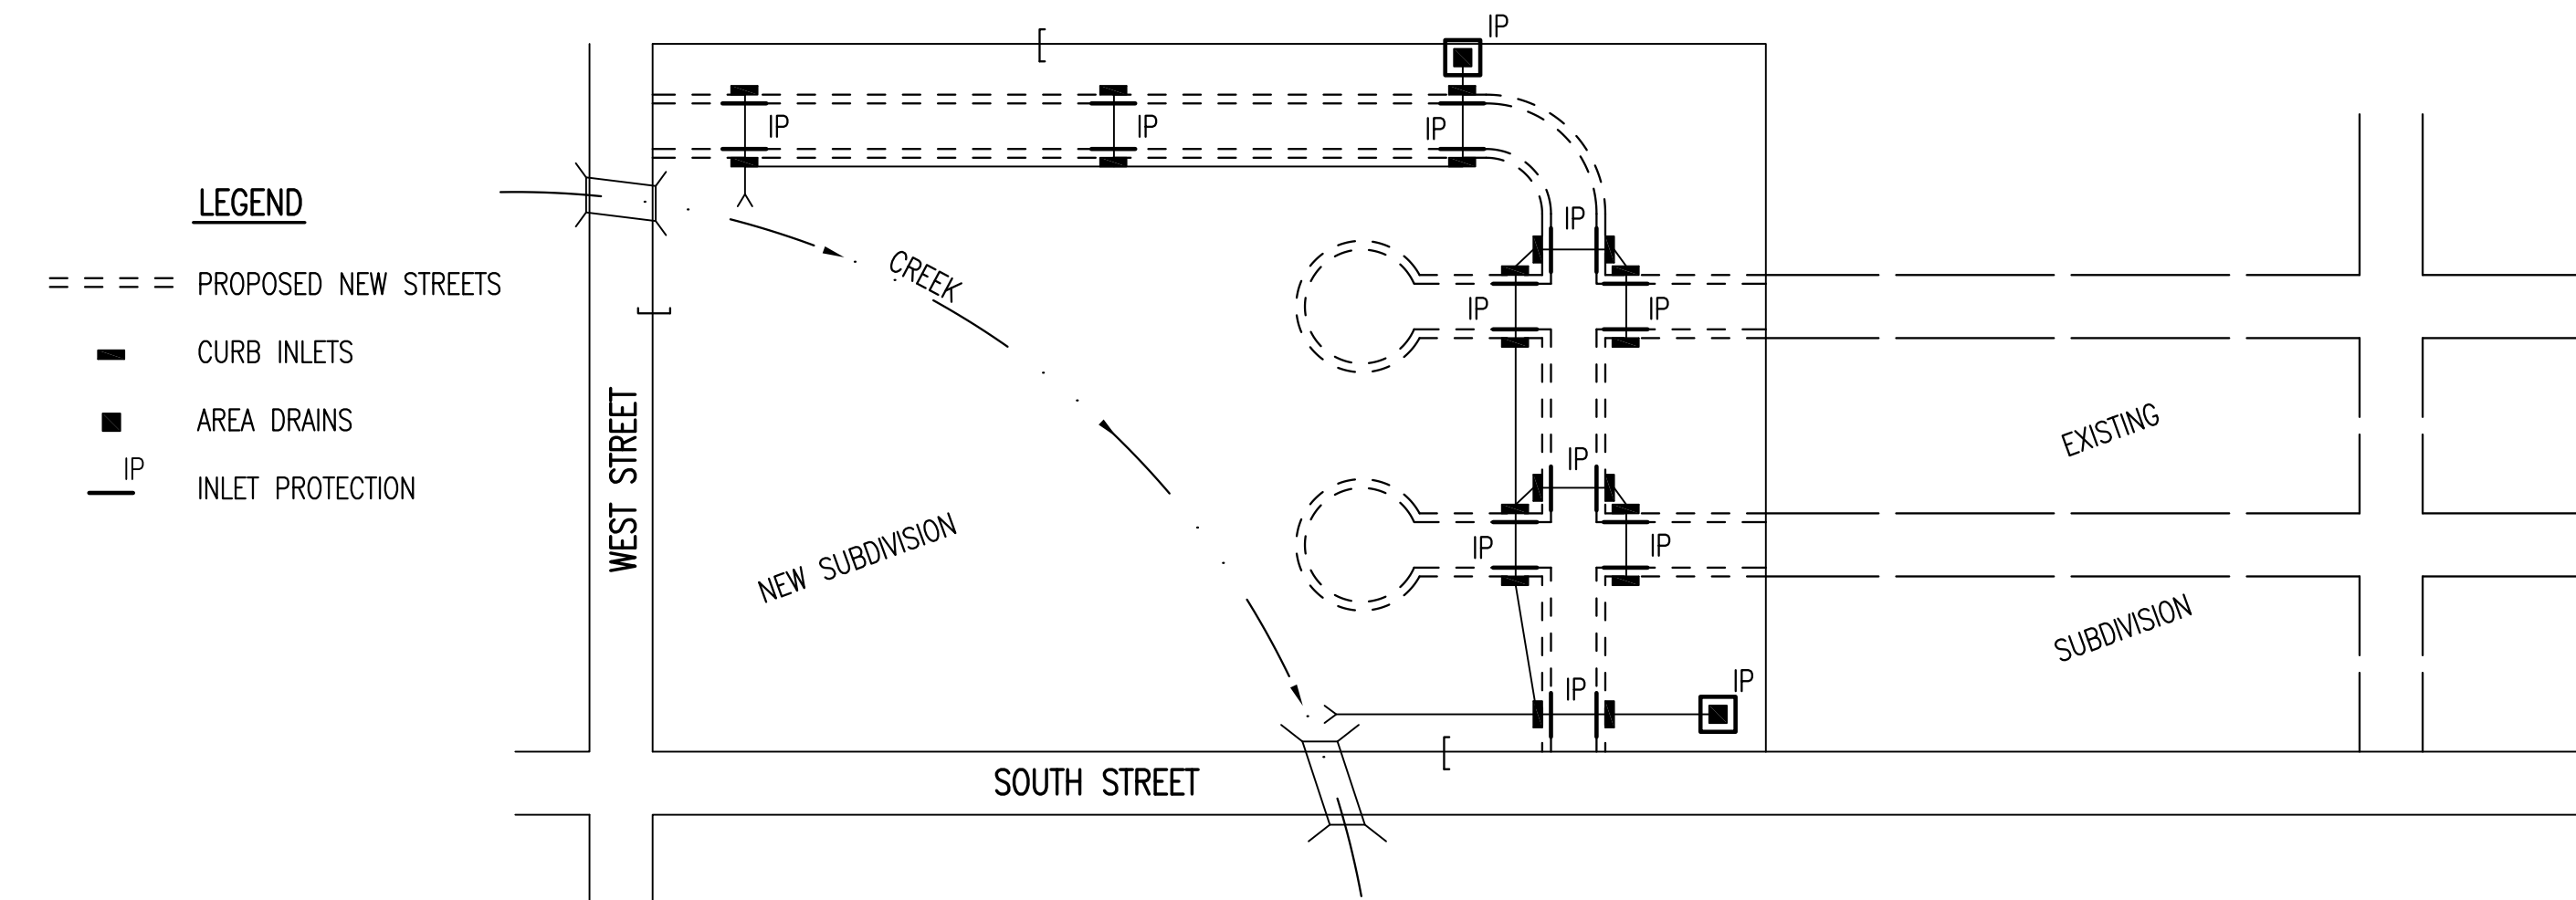 LEGEND
PROPOSED NEW STREETS
CURB INLETS
AREA DRAINS
IP
INLET PROTECTION
WEST STREET
IP
IP
IP
IP
CREEK
IP
IP
IP
NEW SUBDIVISION
IP
IP
IP
IP
IP
SOUTH STREET
EXISTING
SUBDIVISION